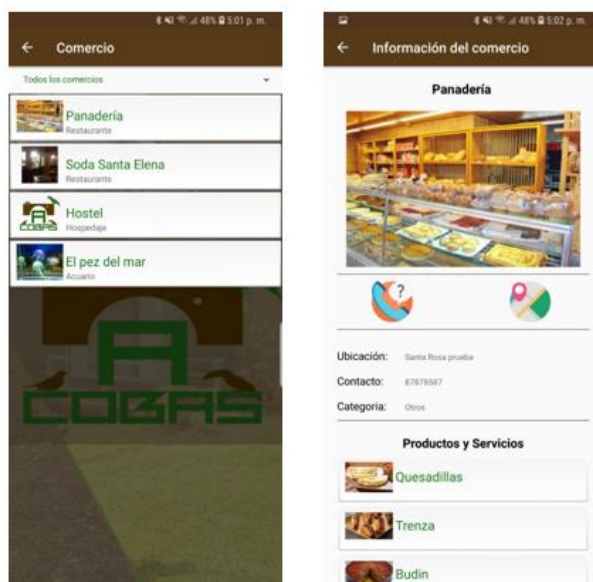 48% 5:01 p. m.
Comercio
Todos los comercios
Panadería
Restaurante
Soda Santa Elena
Restaurante
Hostel
Hospedaje
El pez del mar
Acuario
A
COBAS
48% 5:02 p. m.
Información del comercio
Panadería
?
Ubicación: Santa Rosa prueba
Contacto: 87878587
Categoria: Otros
Productos y Servicios
Quesadillas
Trenza
Budin